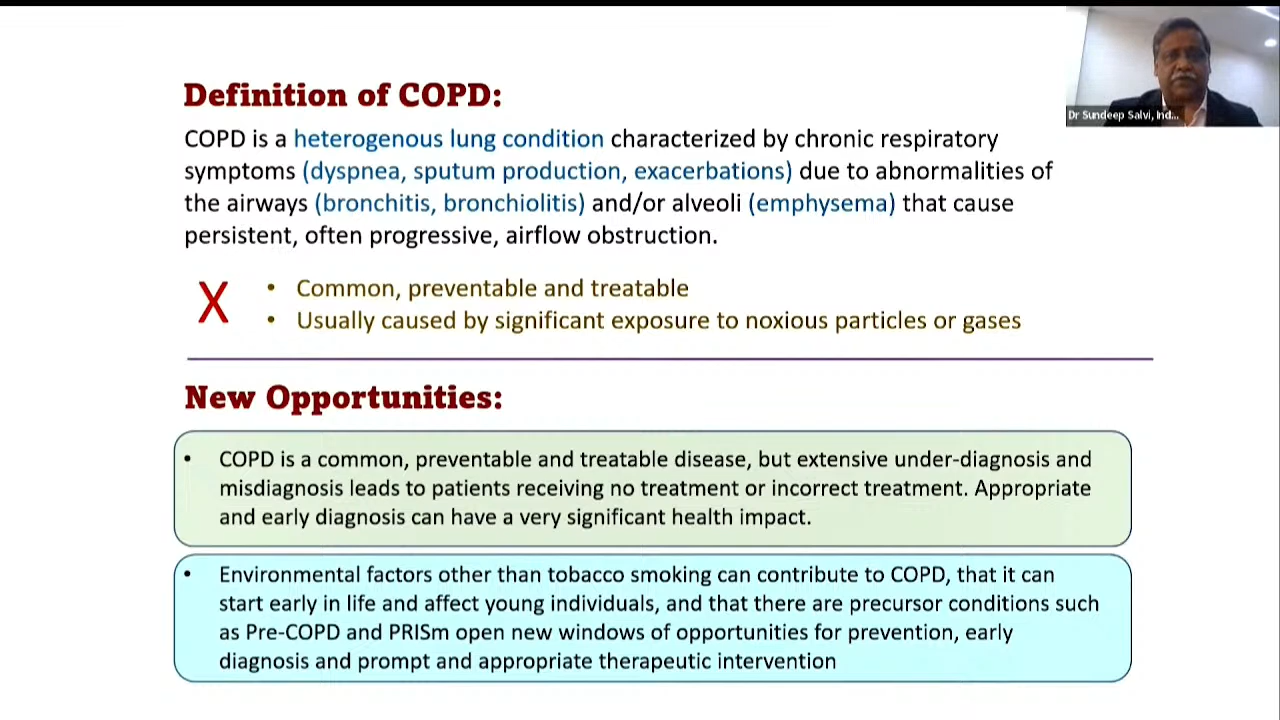 Dr Sundeep Salvi, Ind...
Definition of COPD:
COPD is a heterogenous lung condition characterized by chronic respiratory
symptoms (dyspnea, sputum production, exacerbations) due to abnormalities of
the airways (bronchitis, bronchiolitis) and/or alveoli (emphysema) that cause
persistent, often progressive, airflow obstruction.
X
• Common, preventable and treatable
• Usually caused by significant exposure to noxious particles or gases
New Opportunities:
• COPD is a common, preventable and treatable disease, but extensive under-diagnosis and
misdiagnosis leads to patients receiving no treatment or incorrect treatment. Appropriate
and early diagnosis can have a very significant health impact.
• Environmental factors other than tobacco smoking can contribute to COPD, that it can
start early in life and affect young individuals, and that there are precursor conditions such
as Pre-COPD and PRISm open new windows of opportunities for prevention, early
diagnosis and prompt and appropriate therapeutic intervention